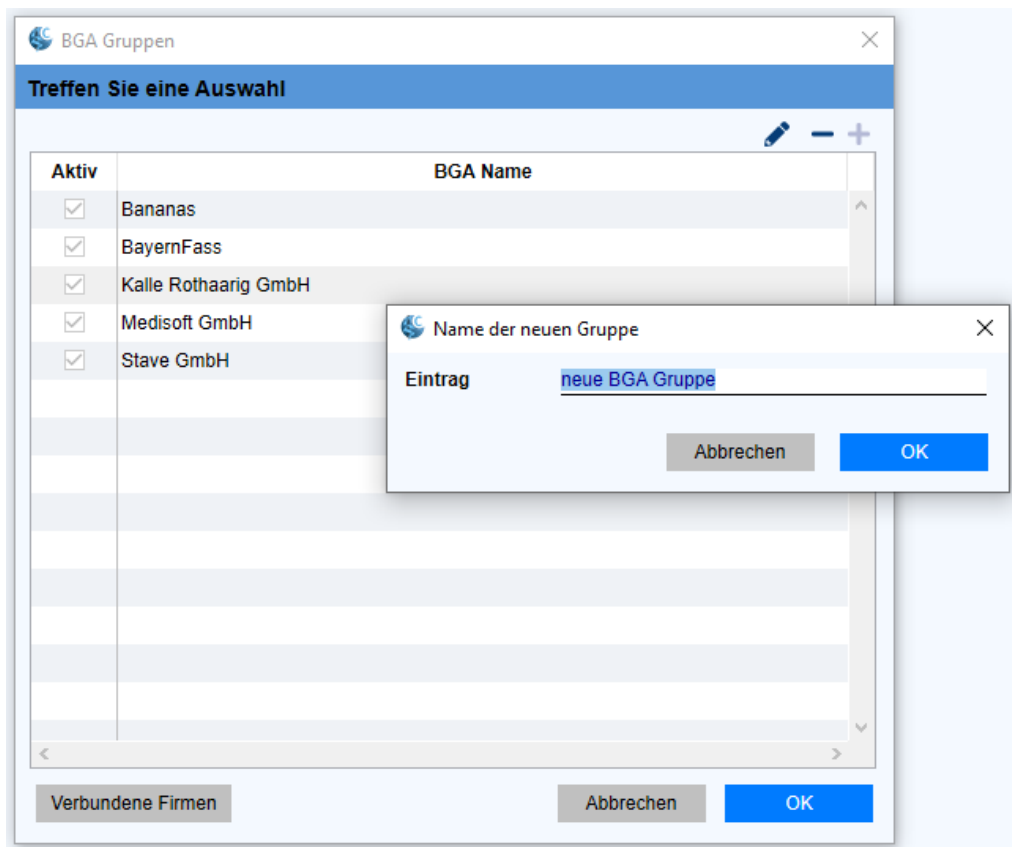 BGA Gruppen
Treffen Sie eine Auswahl
Aktiv BGA Name
Bananas
BayernFass
Kalle Rothaarig GmbH
Medisoft GmbH
Stave GmbH
Name der neuen Gruppe
Eintrag neue BGA Gruppe
Abbrechen OK
Verbundene Firmen Abbrechen OK